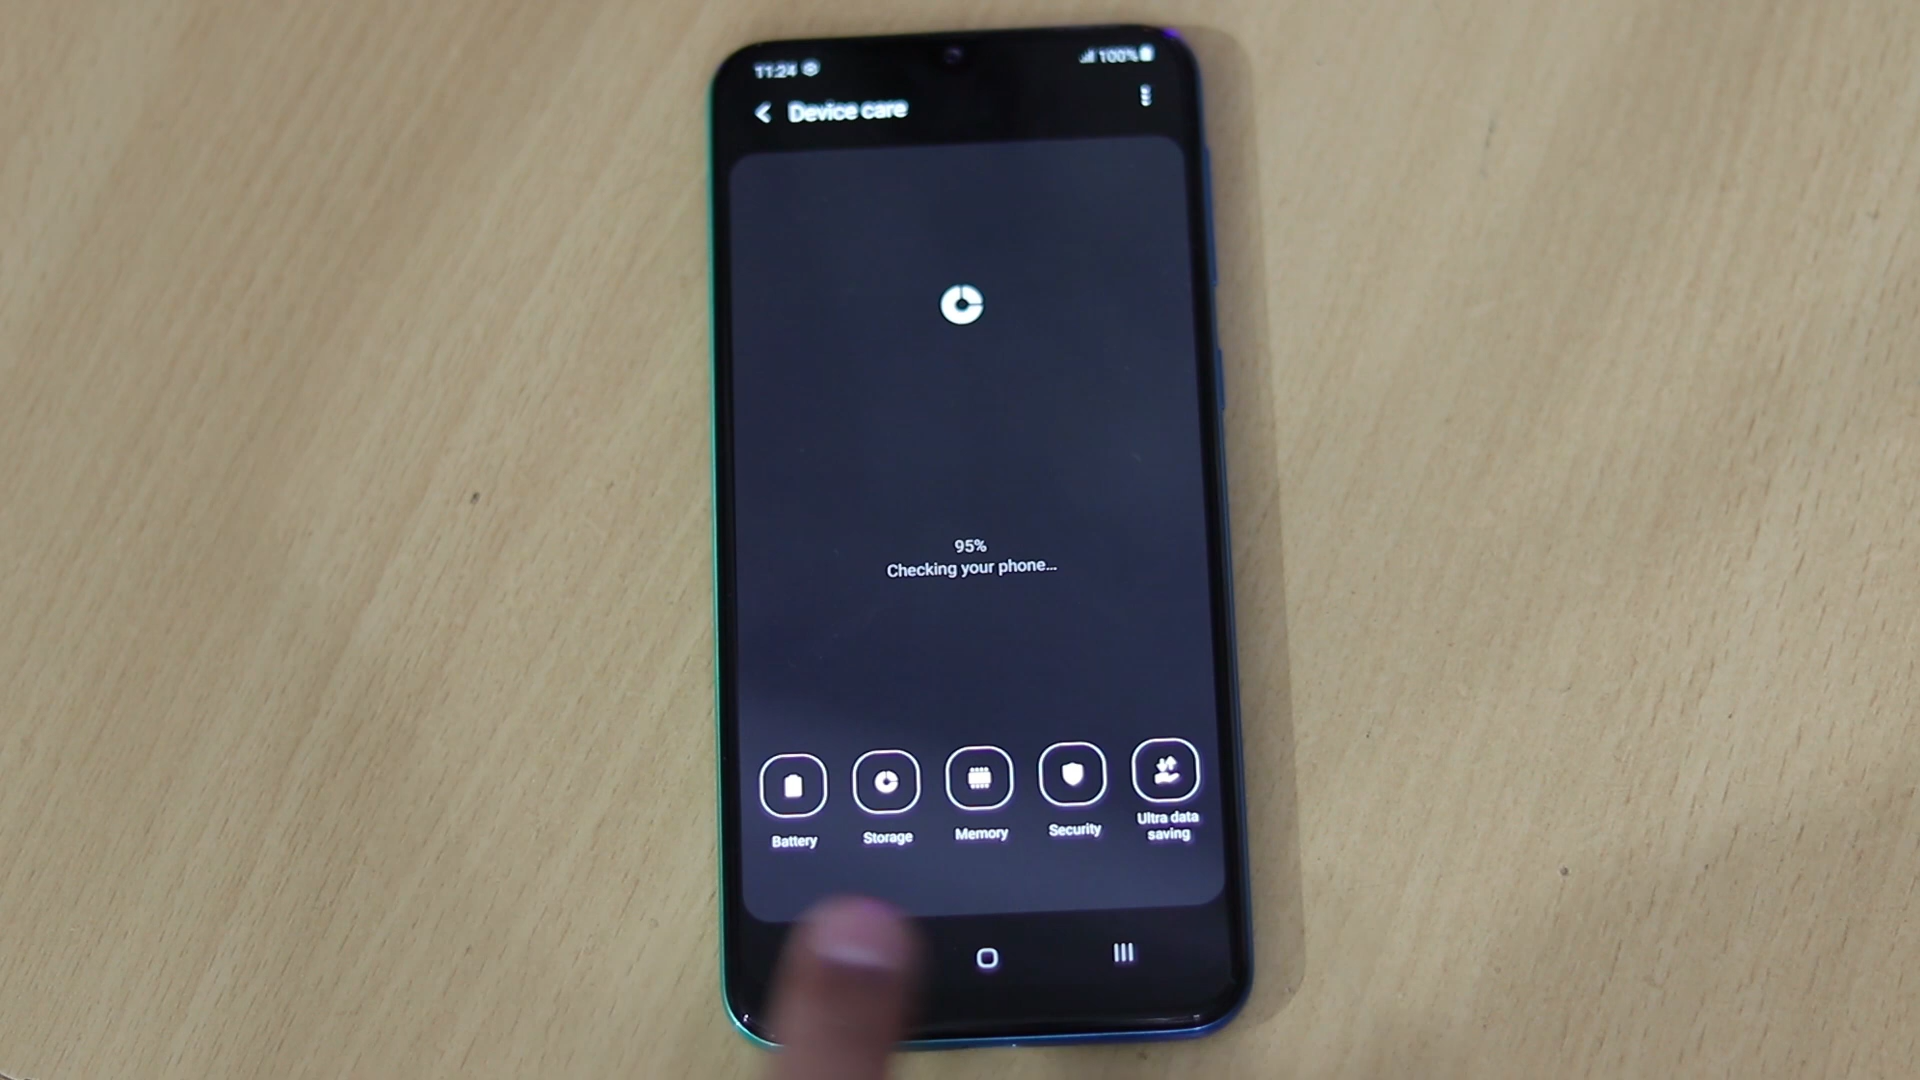 11:24 100%
Device care
95%
Checking your phone...
Battery Storage Memory Security Ultra data saving